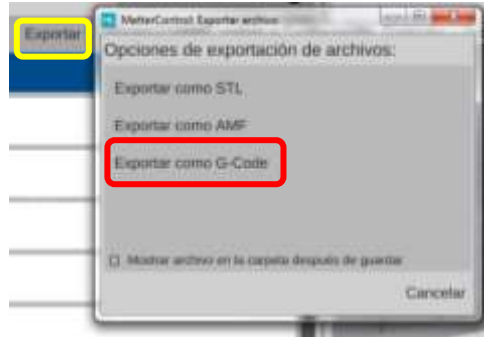 Exportar
MatterControl: Exportar archivo
Opciones de exportación de archivos:
Exportar como STL
Exportar como AMF
Exportar como G-Code
Mostrar archivo en la carpeta después de guardar
Cancelar